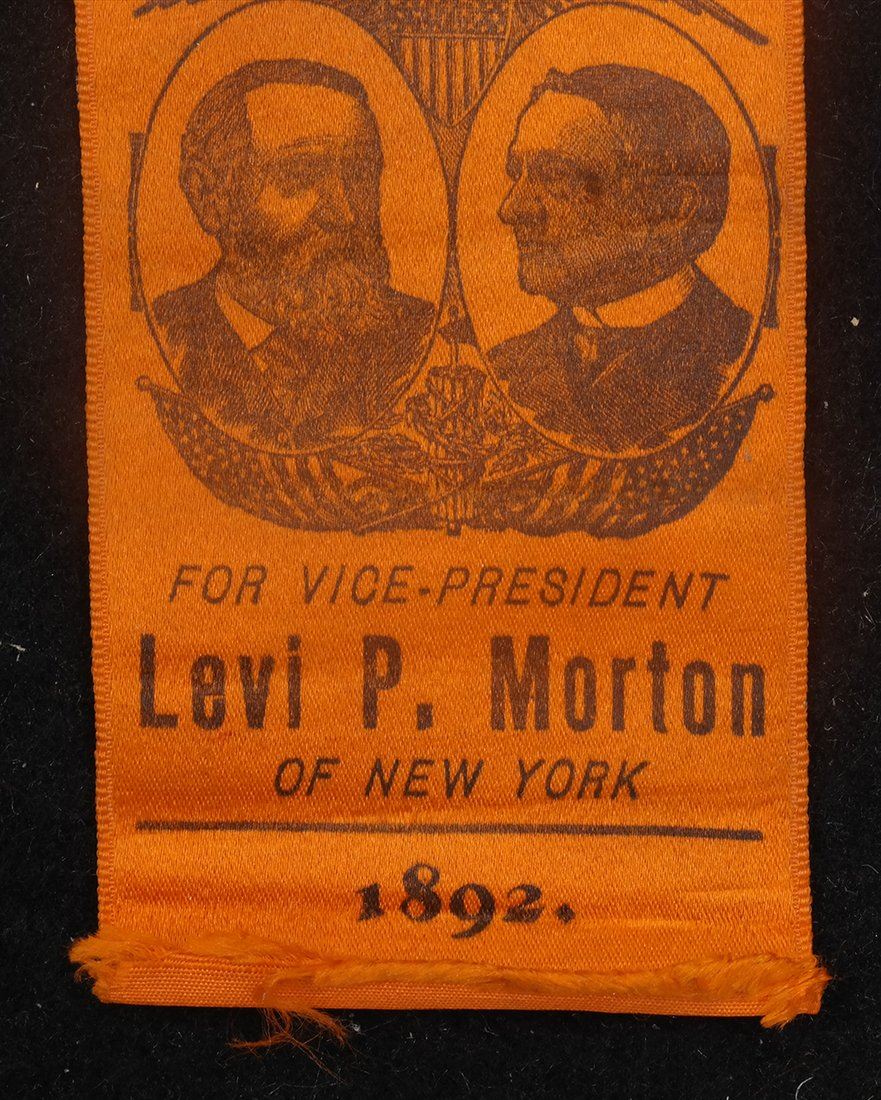 FOR VICE-PRESIDENT
Levi P. Morton
OF NEW YORK
1892.